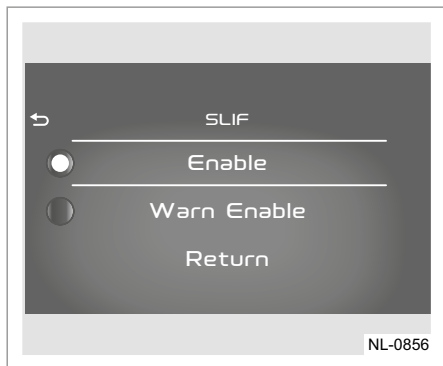 SLIF
Enable
Warn Enable
Return
NL-0856